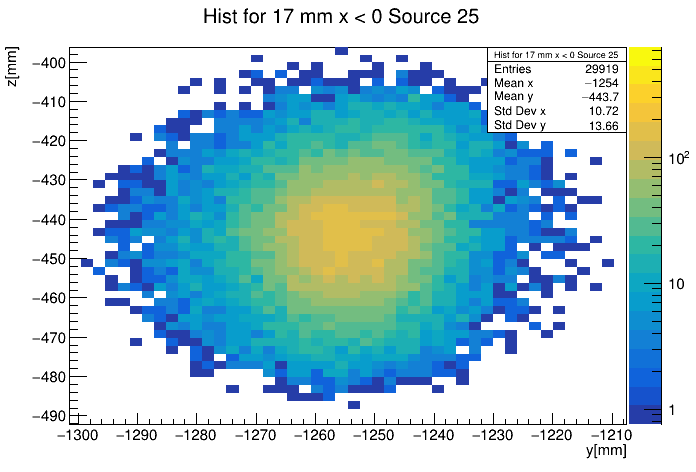 Hist for 17 mm x < 0 Source 25
z[mm]
Hist for 17 mm x < 0 Source 25
Entries 29919
Mean x −1254
Mean y −443.7
Std Dev x 10.72
Std Dev y 13.66
−400
−410
−420
−430
−440
−450
−460
−470
−480
−490
−1300 −1290 −1280 −1270 −1260 −1250 −1240 −1230 −1220 −1210
y[mm]
10²
10
1